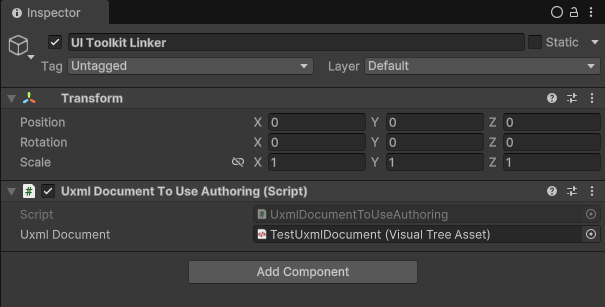 Inspector
UI Toolkit Linker Static
Tag Untagged Layer Default
Transform
Position X 0 Y 0 Z 0
Rotation X 0 Y 0 Z 0
Scale X 1 Y 1 Z 1
# Uxml Document To Use Authoring (Script)
Script # UxmlDocumentToUseAuthoring
Uxml Document TestUxmlDocument (Visual Tree Asset)
Add Component